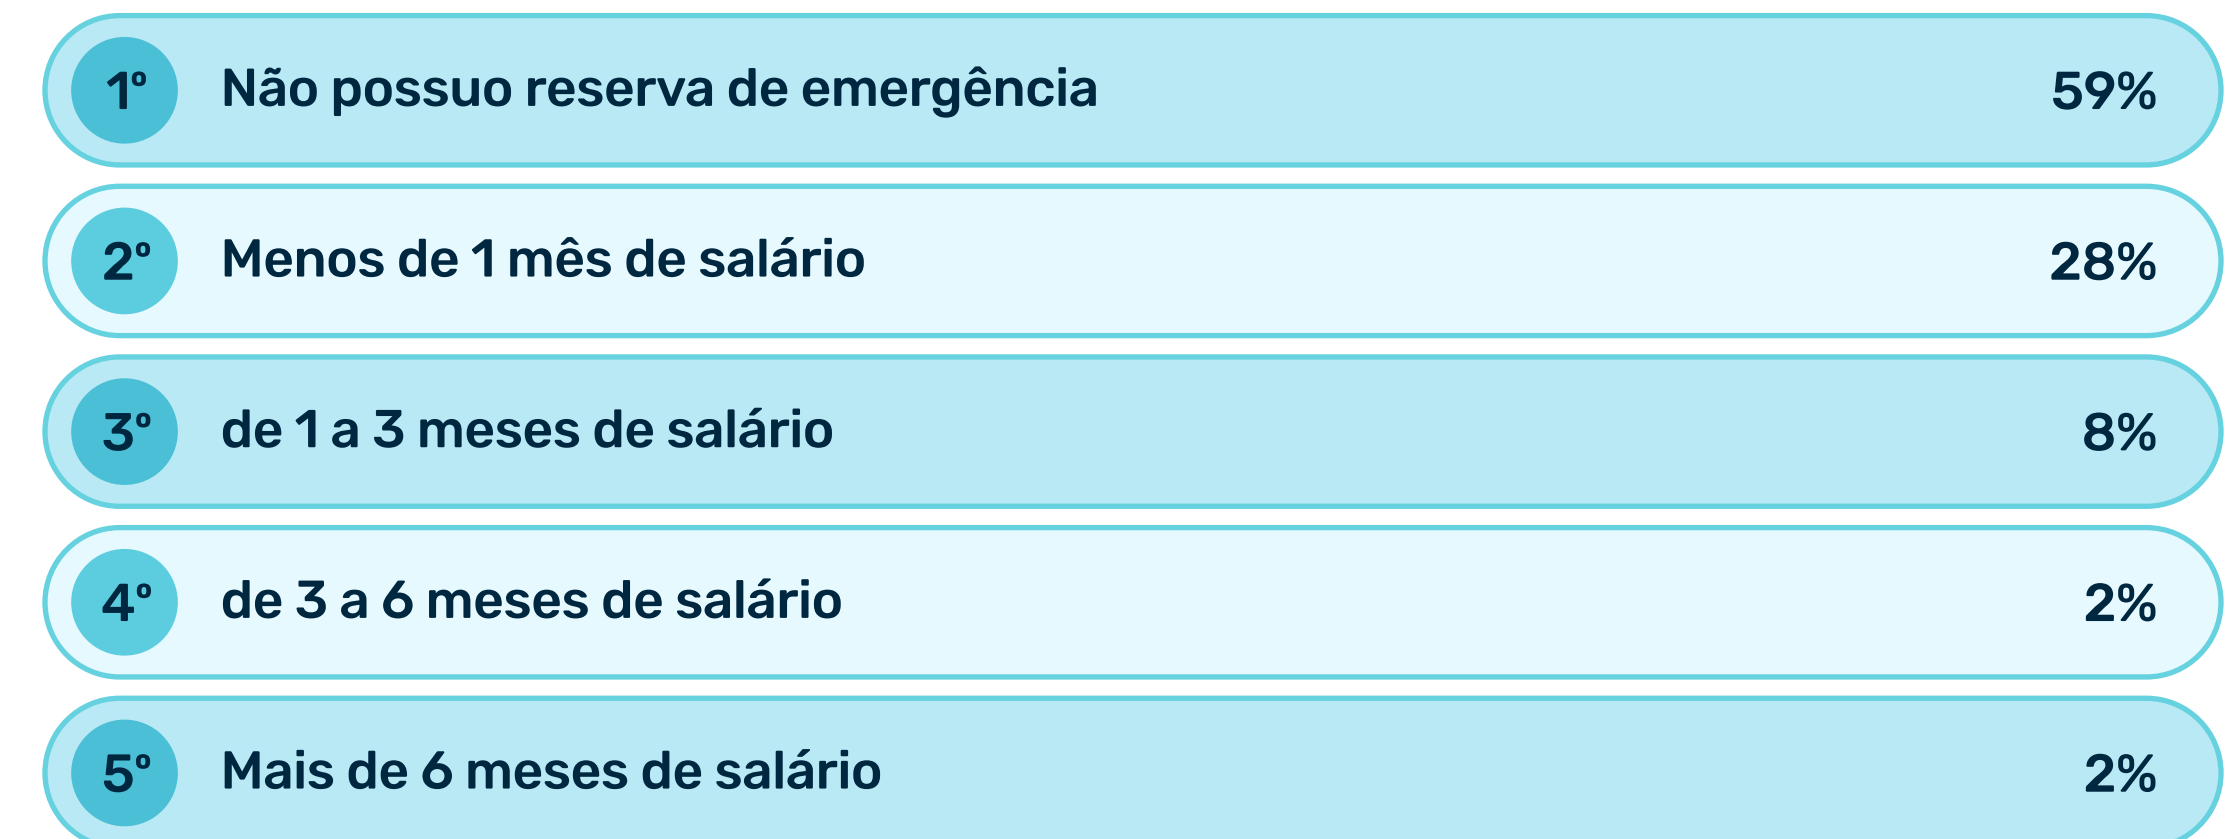 1º Não possuo reserva de emergência 59%
2º Menos de 1 mês de salário 28%
3º de 1 a 3 meses de salário 8%
4º de 3 a 6 meses de salário 2%
5º Mais de 6 meses de salário 2%